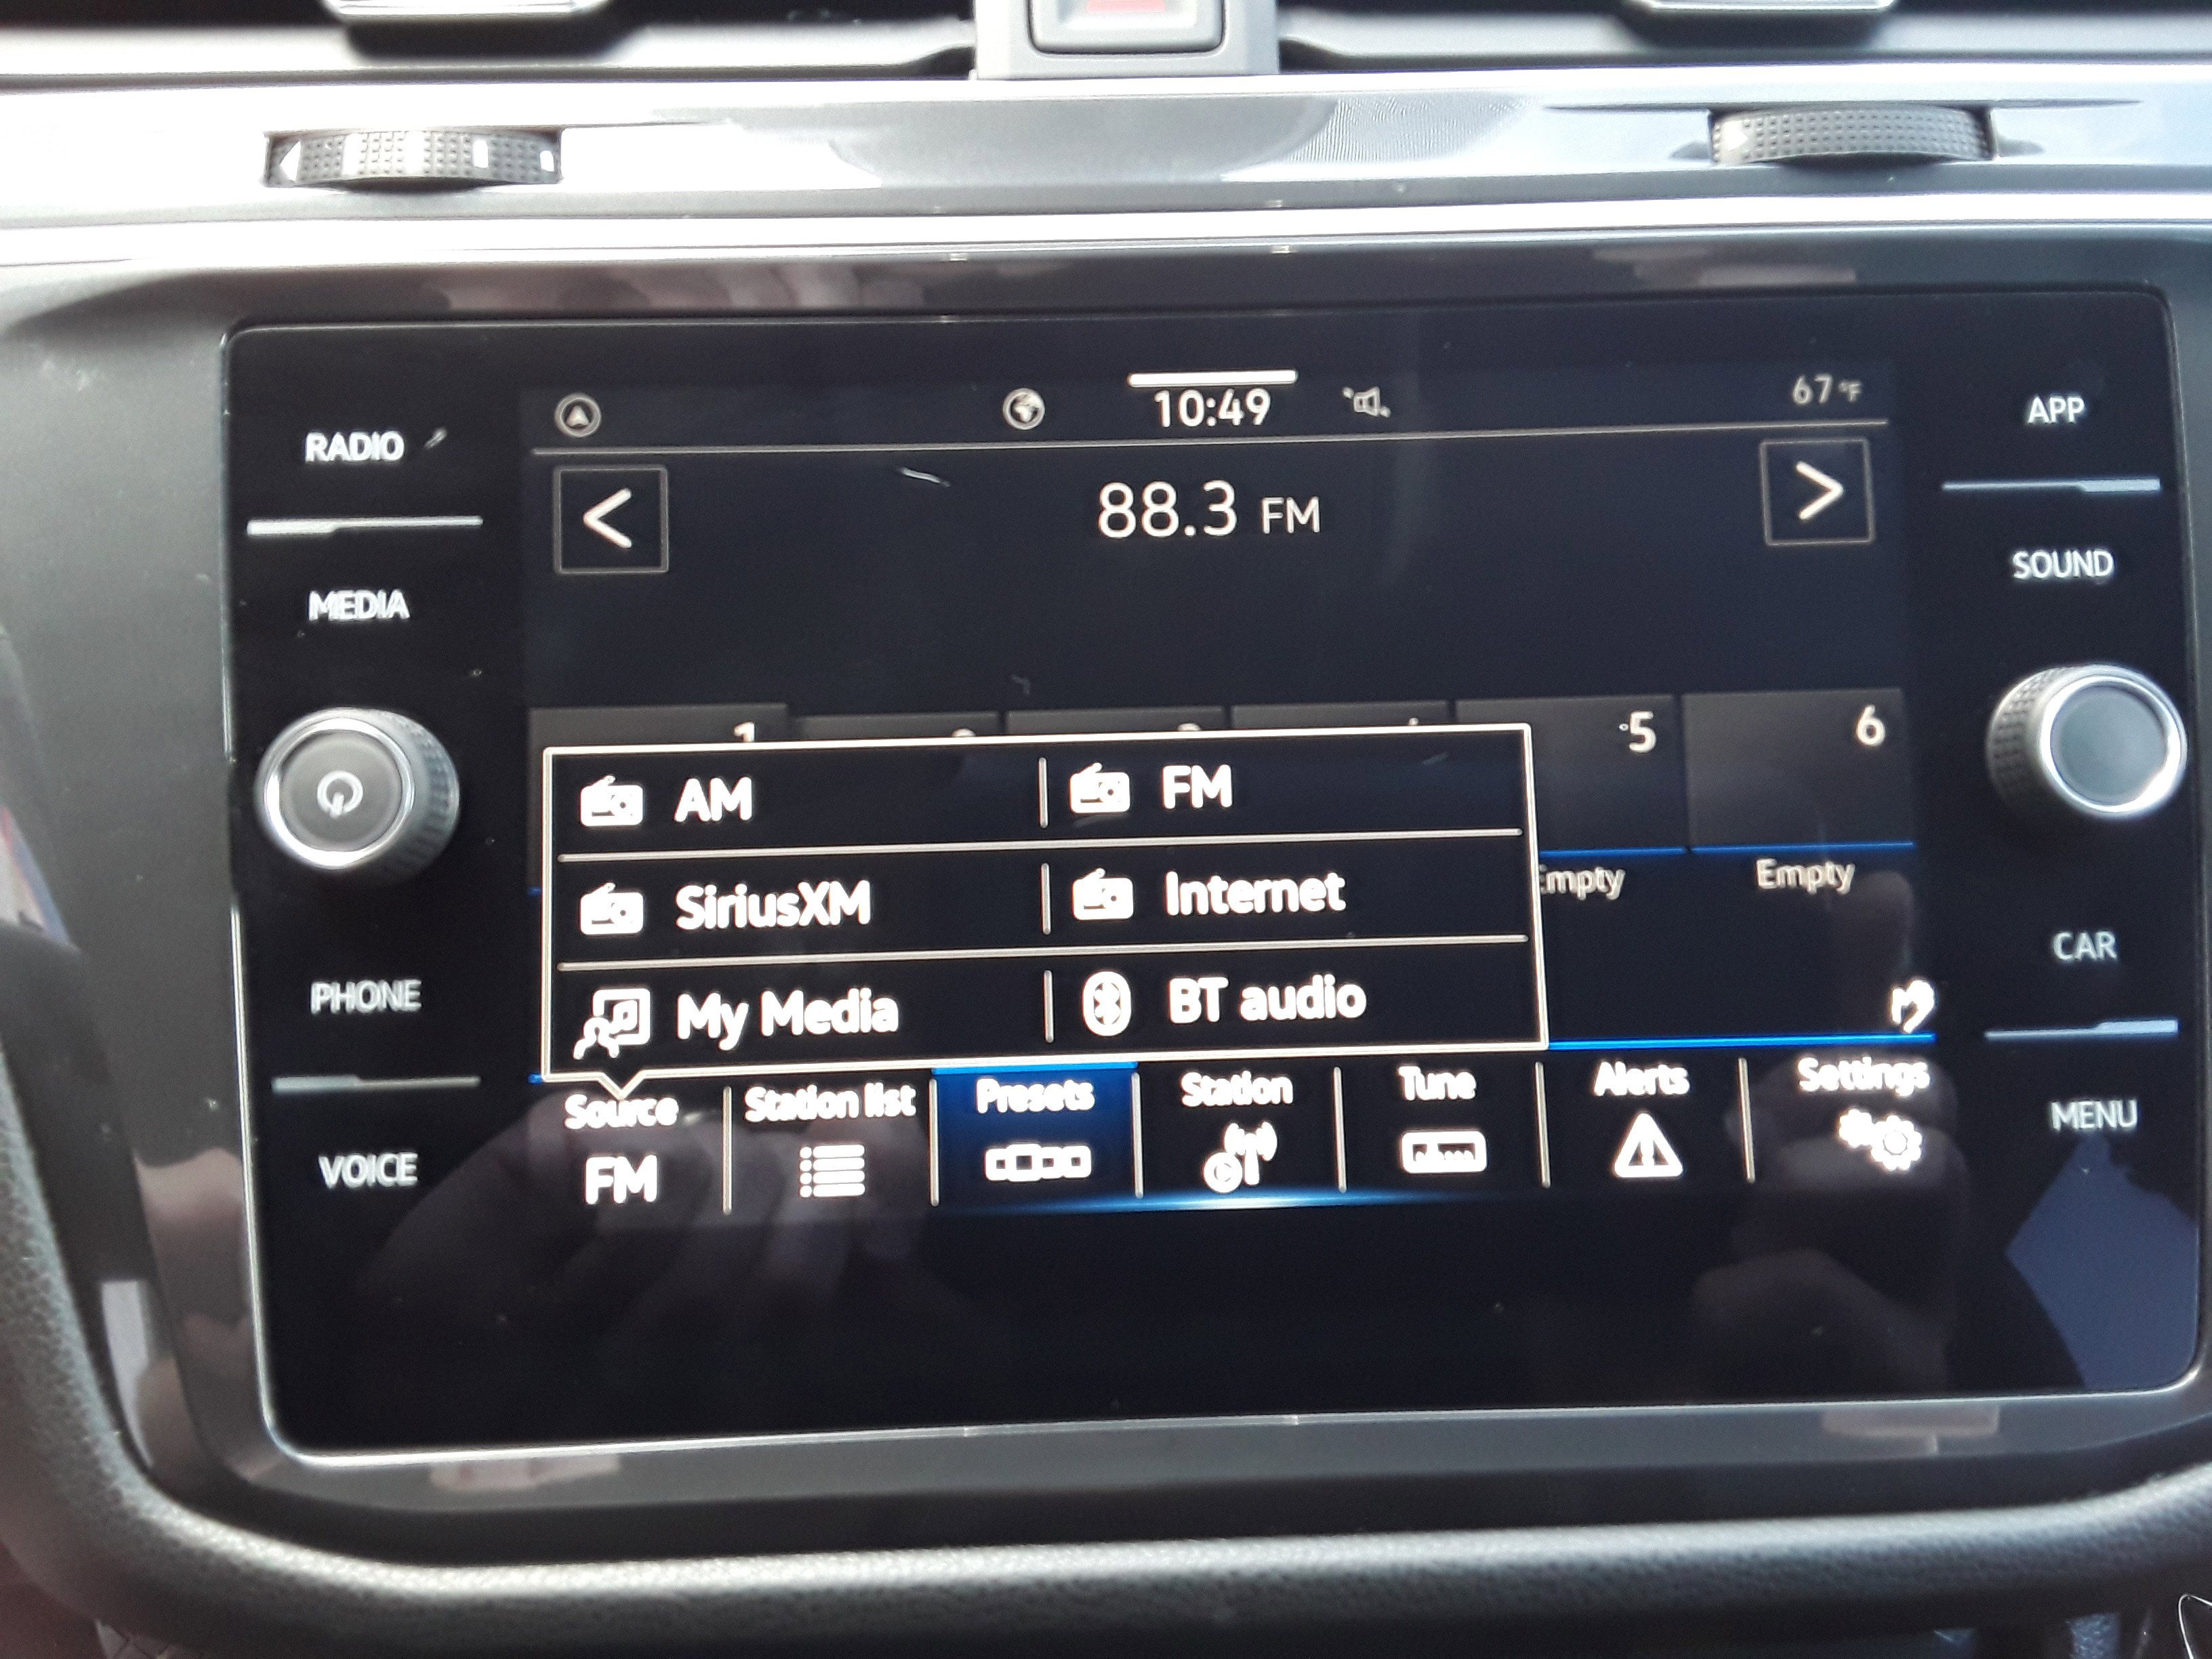 10:49
67°F
RADIO
APP
88.3 FM
MEDIA
SOUND
1
5
6
AM
FM
SiriusXM
Internet
Empty
Empty
My Media
BT audio
PHONE
CAR
Source
Station list
Presets
Station
Tune
Alerts
Settings
FM
VOICE
MENU